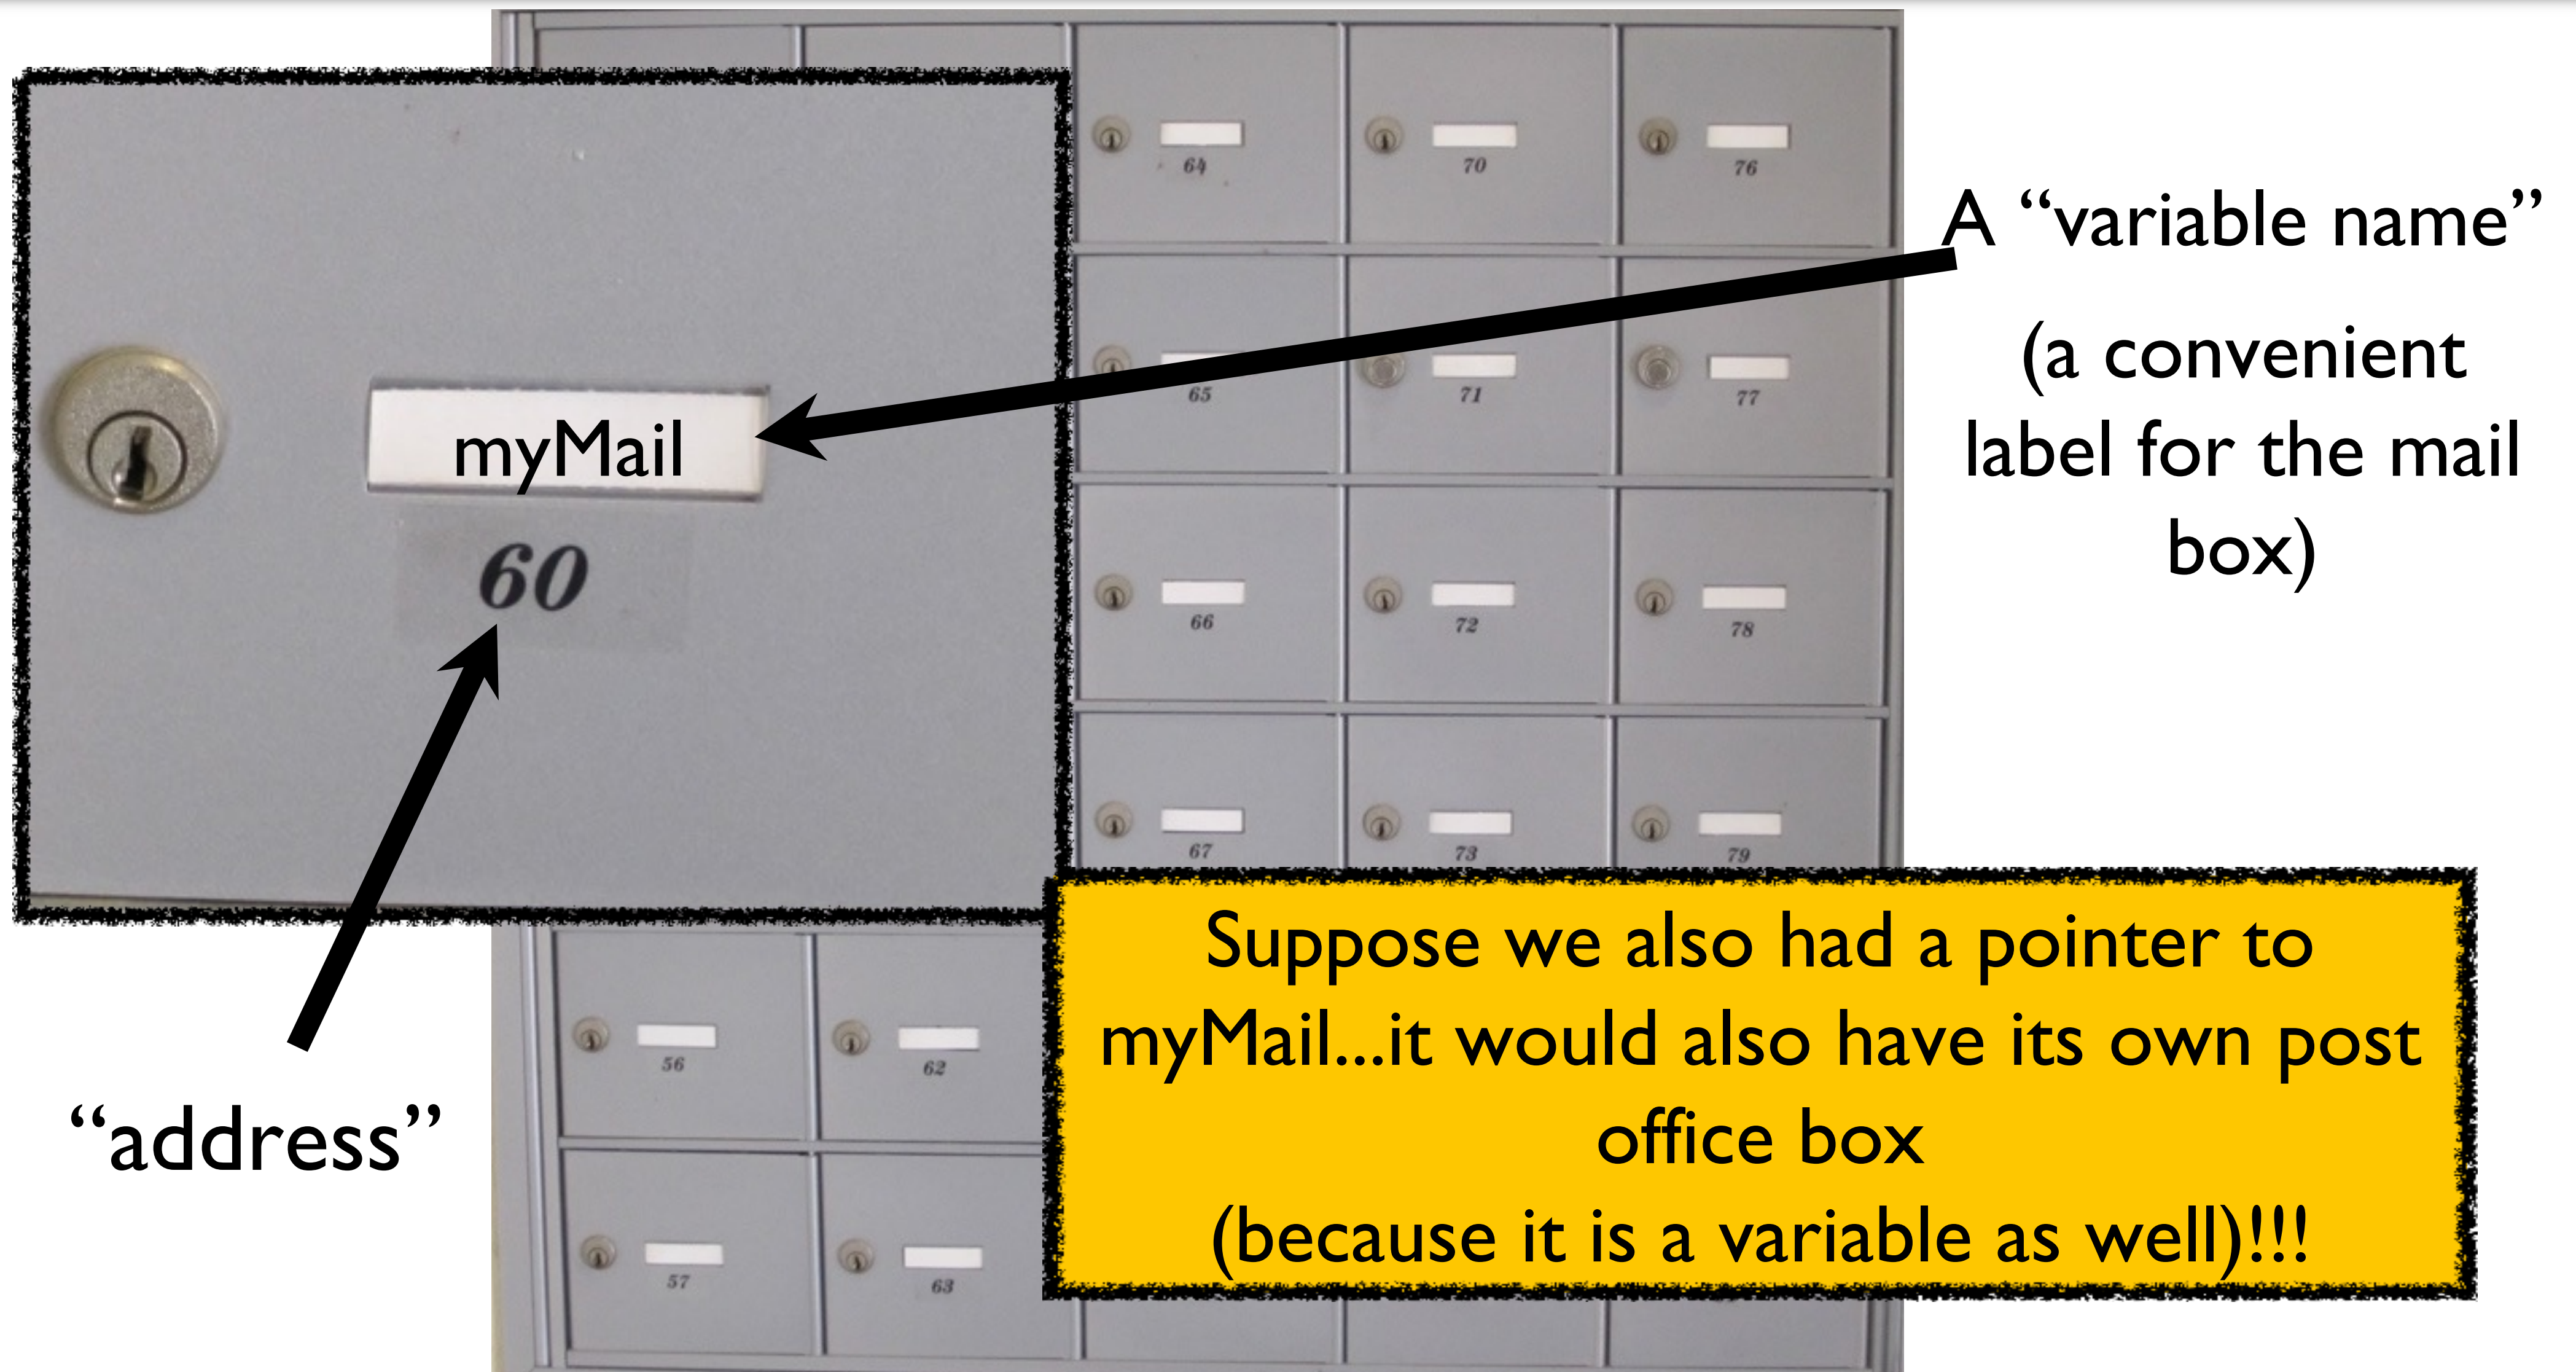 64
70
76
A “variable name”
(a convenient
label for the mail
box)
65
71
77
myMail
60
66
72
78
67
73
79
Suppose we also had a pointer to
myMail...it would also have its own post
office box
(because it is a variable as well)!!!
56
62
“address”
57
63